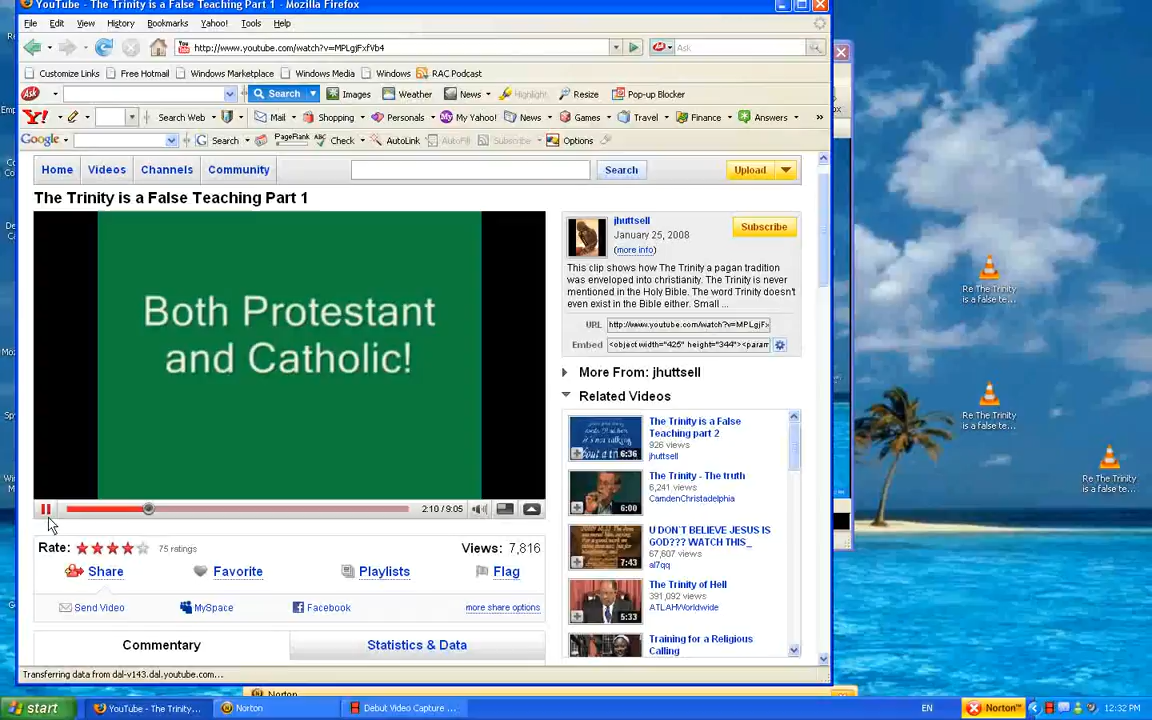 YouTube - The Trinity is a False Teaching Part 1 - Mozilla Firefox
File Edit View History Bookmarks Yahoo! Tools Help
http://www.youtube.com/watch?v=MPLgjFxfVb4
Ask
Customize Links Free Hotmail Windows Marketplace Windows Media Windows RAC Podcast
Ask Search Images Weather News Highlight Resize Pop-up Blocker
Y! Search Web Mail Shopping Personals My Yahoo! News Games Travel Finance Answers »
Google Search PageRank Check AutoLink AutoFill Subscribe Options
Home Videos Channels Community Search Upload
The Trinity is a False Teaching Part 1
Both Protestant
and Catholic!
2:10 / 9:05
Rate: 75 ratings Views: 7,816
Share Favorite Playlists Flag
Send Video MySpace Facebook more share options
Commentary Statistics & Data
jhuttsell
January 25, 2008
(more info)
Subscribe
This clip shows how The Trinity a pagan tradition
was enveloped into christianity. The Trinity is never
mentioned in the Holy Bible. The word Trinity doesn't
even exist in the Bible either. Small ...
URL http://www.youtube.com/watch?v=MPLgjF
Embed <object width="425" height="344"><param
More From: jhuttsell
Related Videos
The Trinity is a False
Teaching part 2
926 views
jhuttsell
6:36
The Trinity - The truth
6,241 views
CamdenChristadelphia
6:00
U DON`T BELIEVE JESUS IS
GOD??? WATCH THIS_
67,607 views
al7qq
7:43
The Trinity of Hell
391,092 views
ATLAHWorldwide
5:33
Training for a Religious
Calling
Transferring data from dal-v143.dal.youtube.com...
Re The Trinity
is a false te...
Re The Trinity
is a false te...
Re The Trinity
is a false te...
Norton
start YouTube - The Trinity... Norton Debut Video Capture ... EN Norton™ 12:32 PM